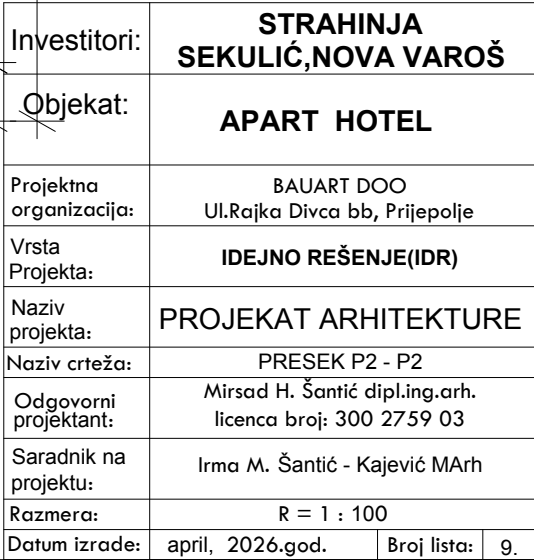 Investitori:
STRAHINJA
SEKULIĆ,NOVA VAROŠ
Objekat:
APART HOTEL
Projektna
organizacija:
BAUART DOO
Ul.Rajka Divca bb, Prijepolje
Vrsta
Projekta:
IDEJNO REŠENJE(IDR)
Naziv
projekta:
PROJEKAT ARHITEKTURE
Naziv crteža:
PRESEK P2 - P2
Odgovorni
projektant:
Mirsad H. Šantić dipl.ing.arh.
licenca broj: 300 2759 03
Saradnik na
projektu:
Irma M. Šantić - Kajević MArh
Razmera:
R = 1 : 100
Datum izrade:
april, 2026.god.
Broj lista:
9.